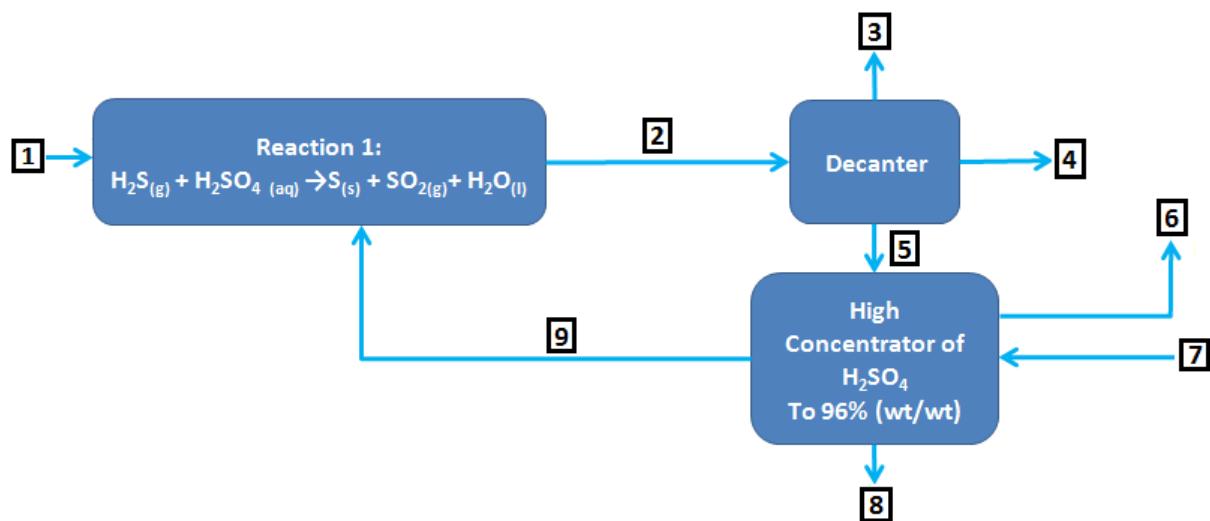 3
1
Reaction 1:
H₂S₍g₎ + H₂SO₄ ₍aq₎ →S₍s₎ + SO₂₍g₎+ H₂O₍l₎
2
Decanter
4
5
6
High
Concentrator of
H₂SO₄
To 96% (wt/wt)
7
9
8